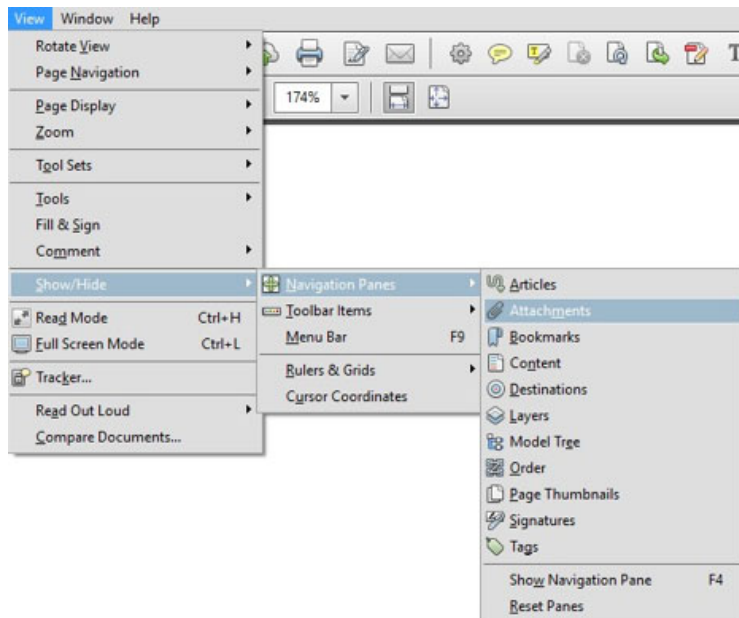 View Window Help
Rotate View
Page Navigation
Page Display
Zoom
Tool Sets
Tools
Fill & Sign
Comment
Show/Hide
Read Mode Ctrl+H
Full Screen Mode Ctrl+L
Tracker...
Read Out Loud
Compare Documents...
174%
T
Navigation Panes
Toolbar Items
Menu Bar F9
Rulers & Grids
Cursor Coordinates
Articles
Attachments
Bookmarks
Content
Destinations
Layers
Model Tree
Order
Page Thumbnails
Signatures
Tags
Show Navigation Pane F4
Reset Panes